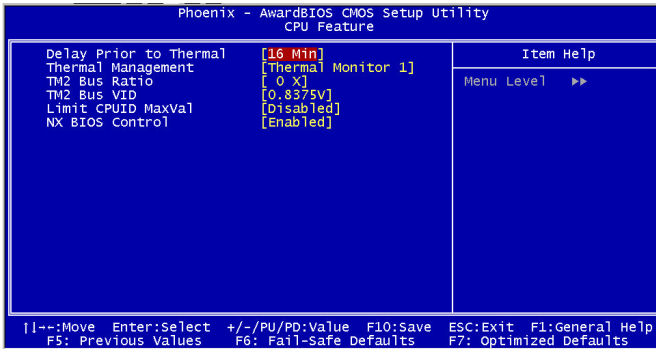 Phoenix - AwardBIOS CMOS Setup Utility
CPU Feature
Delay Prior to Thermal [16 Min]
Thermal Management [Thermal Monitor 1]
TM2 Bus Ratio [ 0 X]
TM2 Bus VID [0.8375V]
Limit CPUID MaxVal [Disabled]
NX BIOS Control [Enabled]
Item Help
Menu Level ▶▶
↑↓→←:Move Enter:Select +/-/PU/PD:Value F10:Save ESC:Exit F1:General Help
F5: Previous Values F6: Fail-Safe Defaults F7: Optimized Defaults